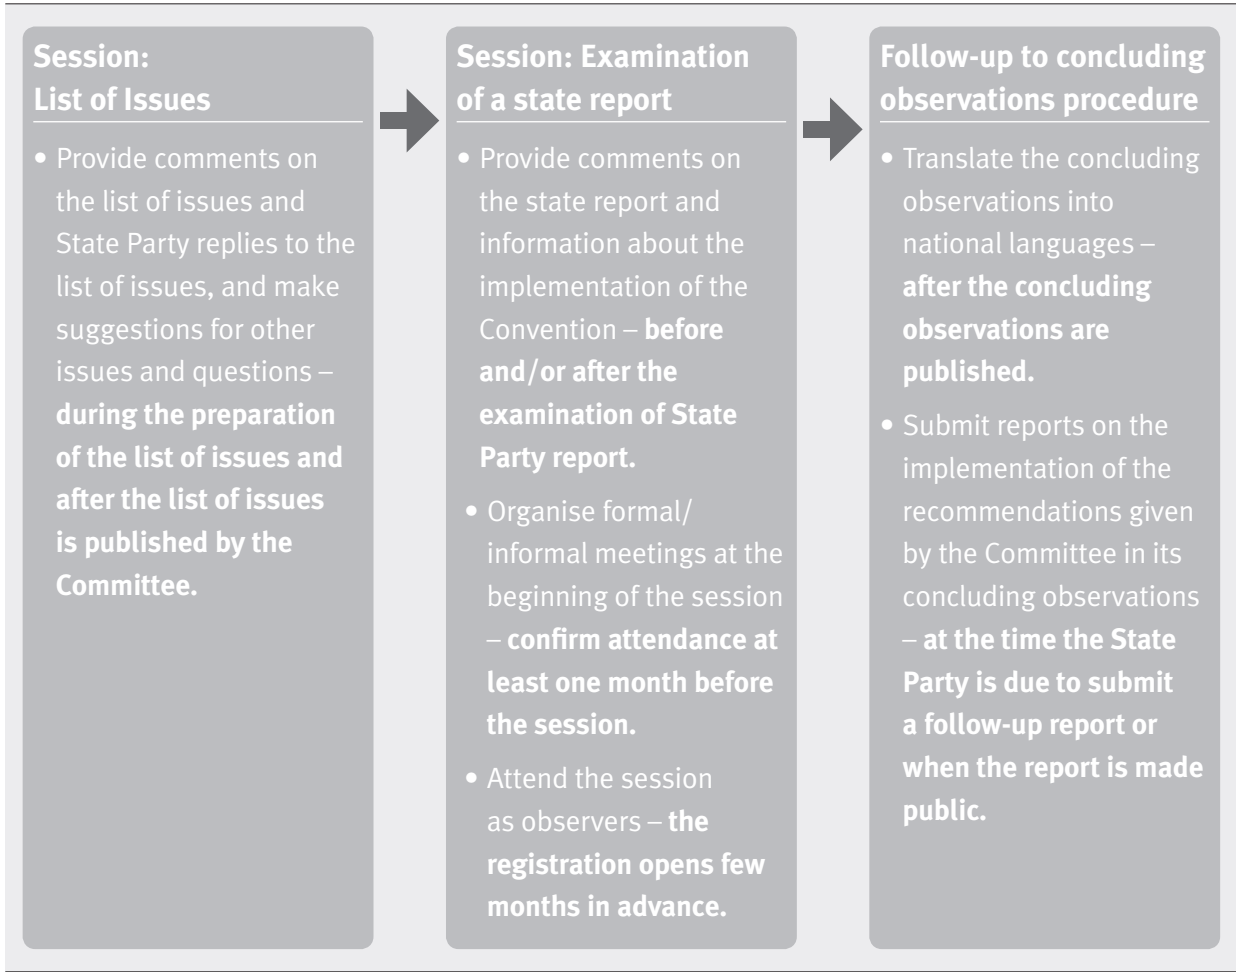 Session:
List of Issues
• Provide comments on
the list of issues and
State Party replies to the
list of issues, and make
suggestions for other
issues and questions –
during the preparation
of the list of issues and
after the list of issues
is published by the
Committee.
Session: Examination
of a state report
• Provide comments on
the state report and
information about the
implementation of the
Convention – before
and/or after the
examination of State
Party report.
• Organise formal/
informal meetings at the
beginning of the session
– confirm attendance at
least one month before
the session.
• Attend the session
as observers – the
registration opens few
months in advance.
Follow-up to concluding
observations procedure
• Translate the concluding
observations into
national languages –
after the concluding
observations are
published.
• Submit reports on the
implementation of the
recommendations given
by the Committee in its
concluding observations
– at the time the State
Party is due to submit
a follow-up report or
when the report is made
public.